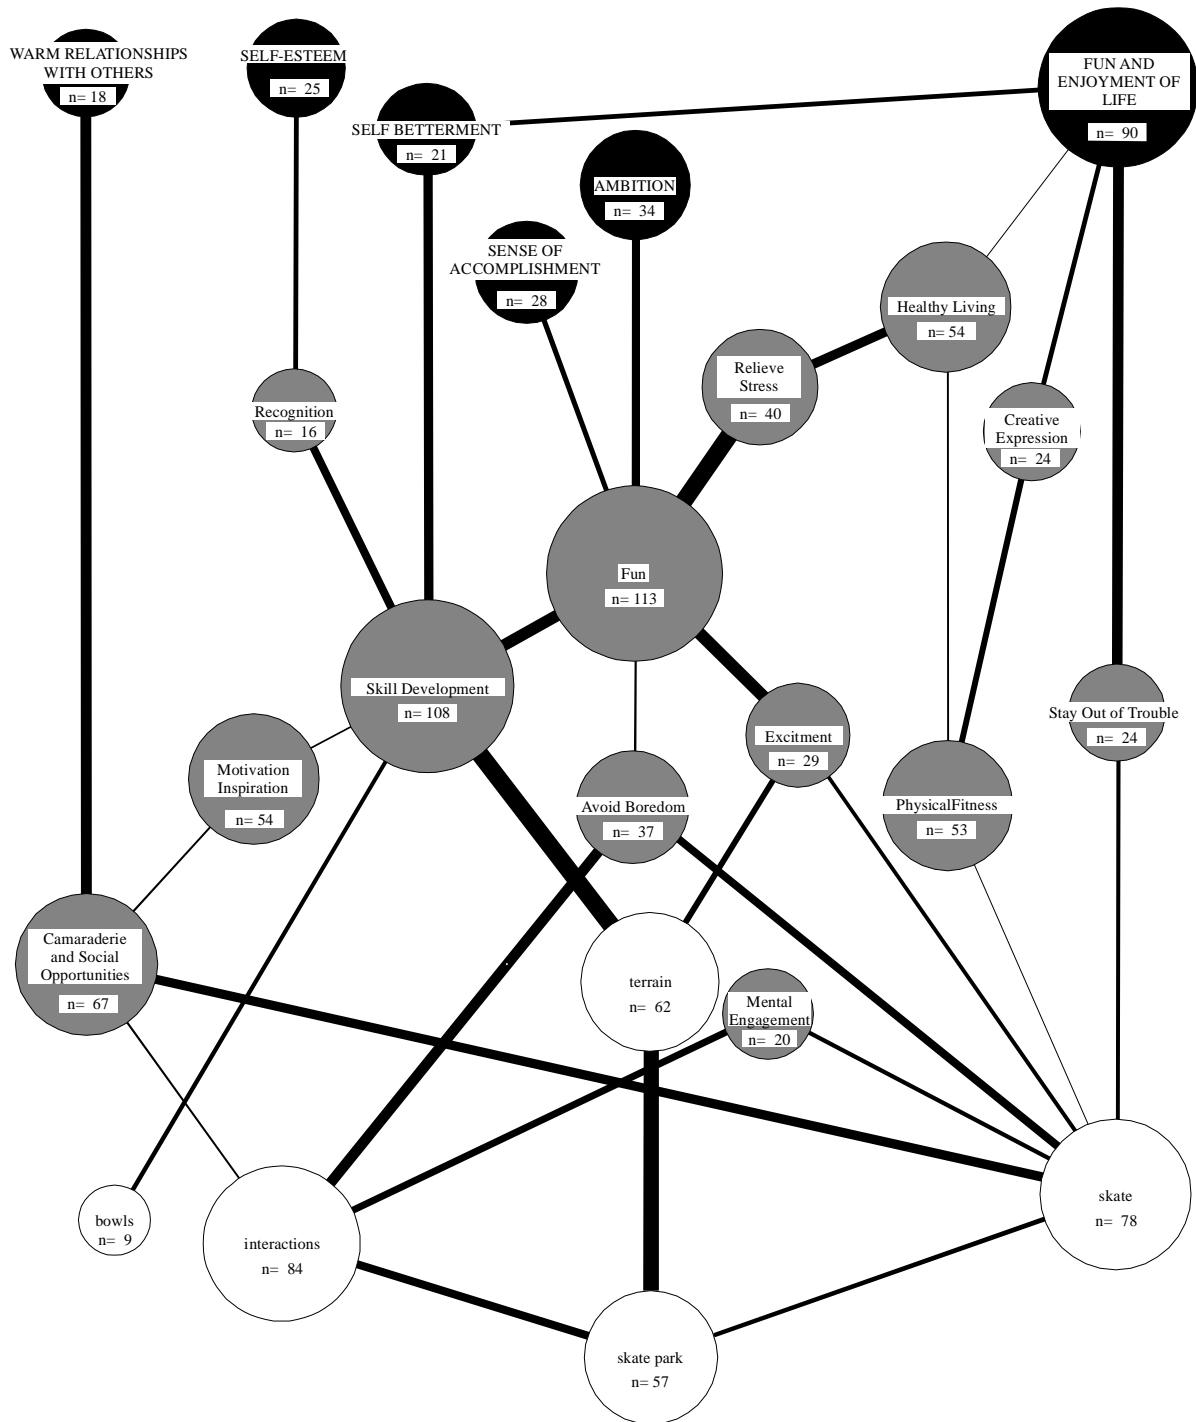 WARM RELATIONSHIPS
WITH OTHERS
n= 18
SELF-ESTEEM
n= 25
FUN AND
ENJOYMENT OF
LIFE
n= 90
SELF BETTERMENT
n= 21
AMBITION
n= 34
SENSE OF
ACCOMPLISHMENT
n= 28
Healthy Living
n= 54
Relieve
Stress
n= 40
Recognition
n= 16
Creative
Expression
n= 24
Fun
n= 113
Skill Development
n= 108
Stay Out of Trouble
n= 24
Excitment
n= 29
Motivation
Inspiration
n= 54
Avoid Boredom
n= 37
PhysicalFitness
n= 53
Camaraderie
and Social
Opportunities
n= 67
terrain
n= 62
Mental
Engagement
n= 20
bowls
n= 9
interactions
n= 84
skate
n= 78
skate park
n= 57